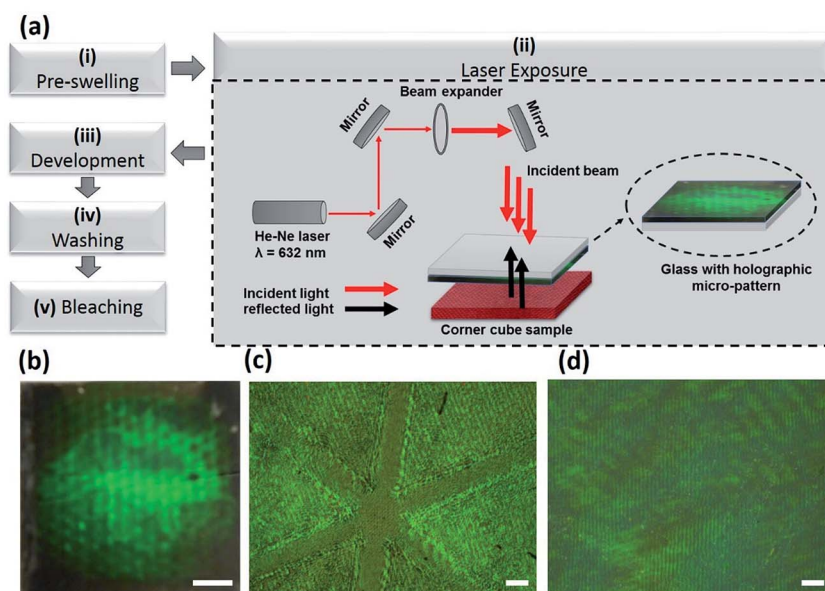 (a)
(i)
Pre-swelling
(ii)
Laser Exposure
(iii)
Development
(iv)
Washing
(v) Bleaching
Beam expander
Mirror
Mirror
Incident beam
He-Ne laser
λ = 632 nm
Mirror
Glass with holographic
micro-pattern
Incident light
reflected light
Corner cube sample
(b)
(c)
(d)